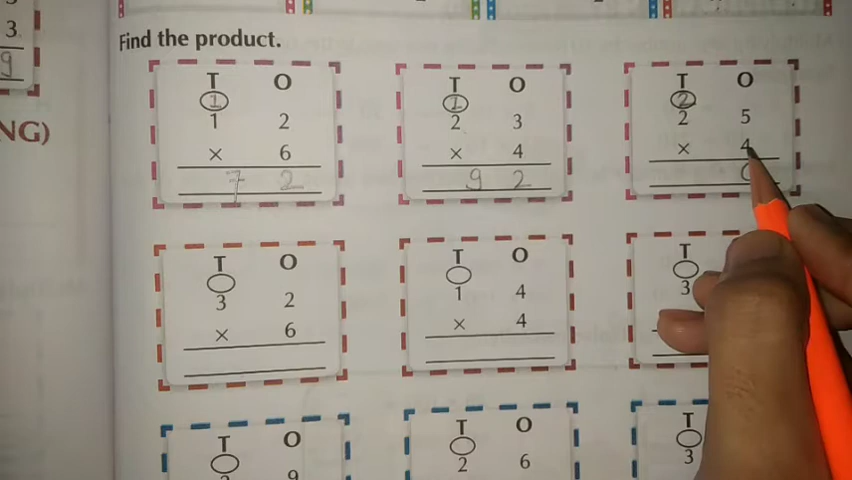 3
9
NG)
Find the product.
T O
1
1 2
× 6
7 2
T O
1
2 3
× 4
9 2
T O
2
2 5
× 4
0
T O
3 2
× 6
T O
1 4
× 4
T
3
T O
9
T O
2 6
T
3